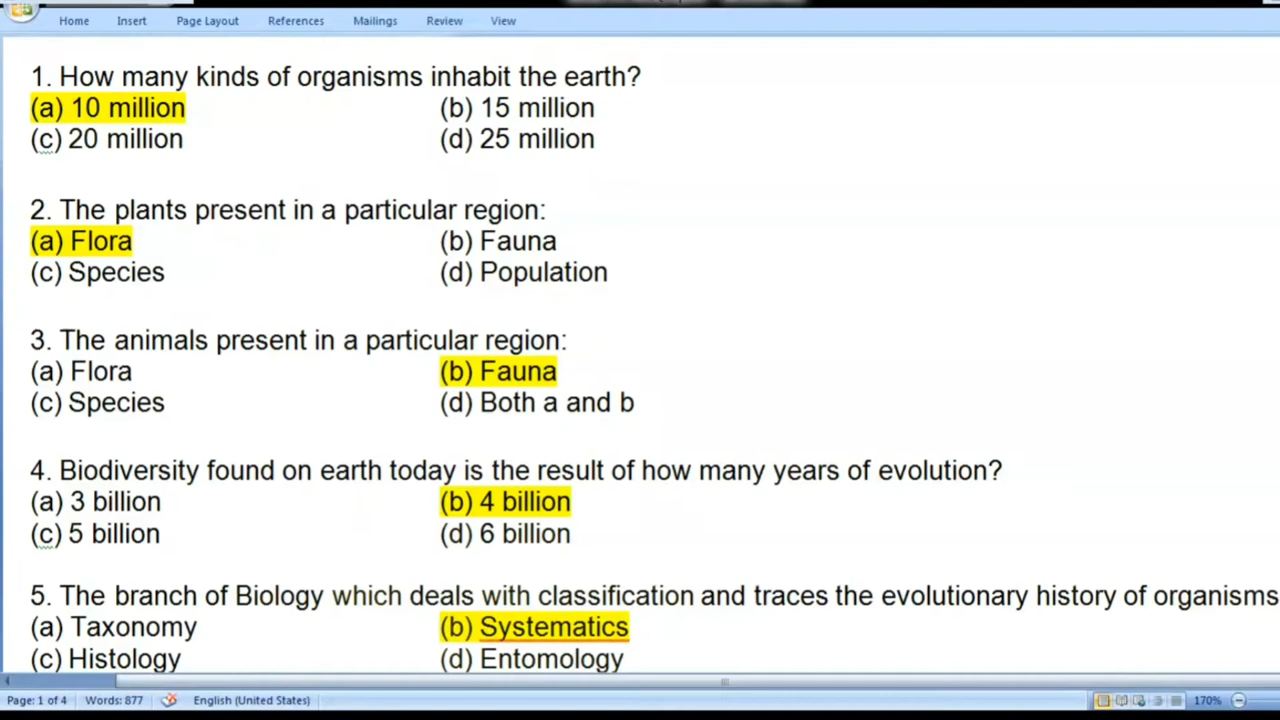 Home Insert Page Layout References Mailings Review View
1. How many kinds of organisms inhabit the earth?
(a) 10 million (b) 15 million
(c) 20 million (d) 25 million
2. The plants present in a particular region:
(a) Flora (b) Fauna
(c) Species (d) Population
3. The animals present in a particular region:
(a) Flora (b) Fauna
(c) Species (d) Both a and b
4. Biodiversity found on earth today is the result of how many years of evolution?
(a) 3 billion (b) 4 billion
(c) 5 billion (d) 6 billion
5. The branch of Biology which deals with classification and traces the evolutionary history of organisms
(a) Taxonomy (b) Systematics
(c) Histology (d) Entomology
Page: 1 of 4 Words: 877 English (United States) 170%